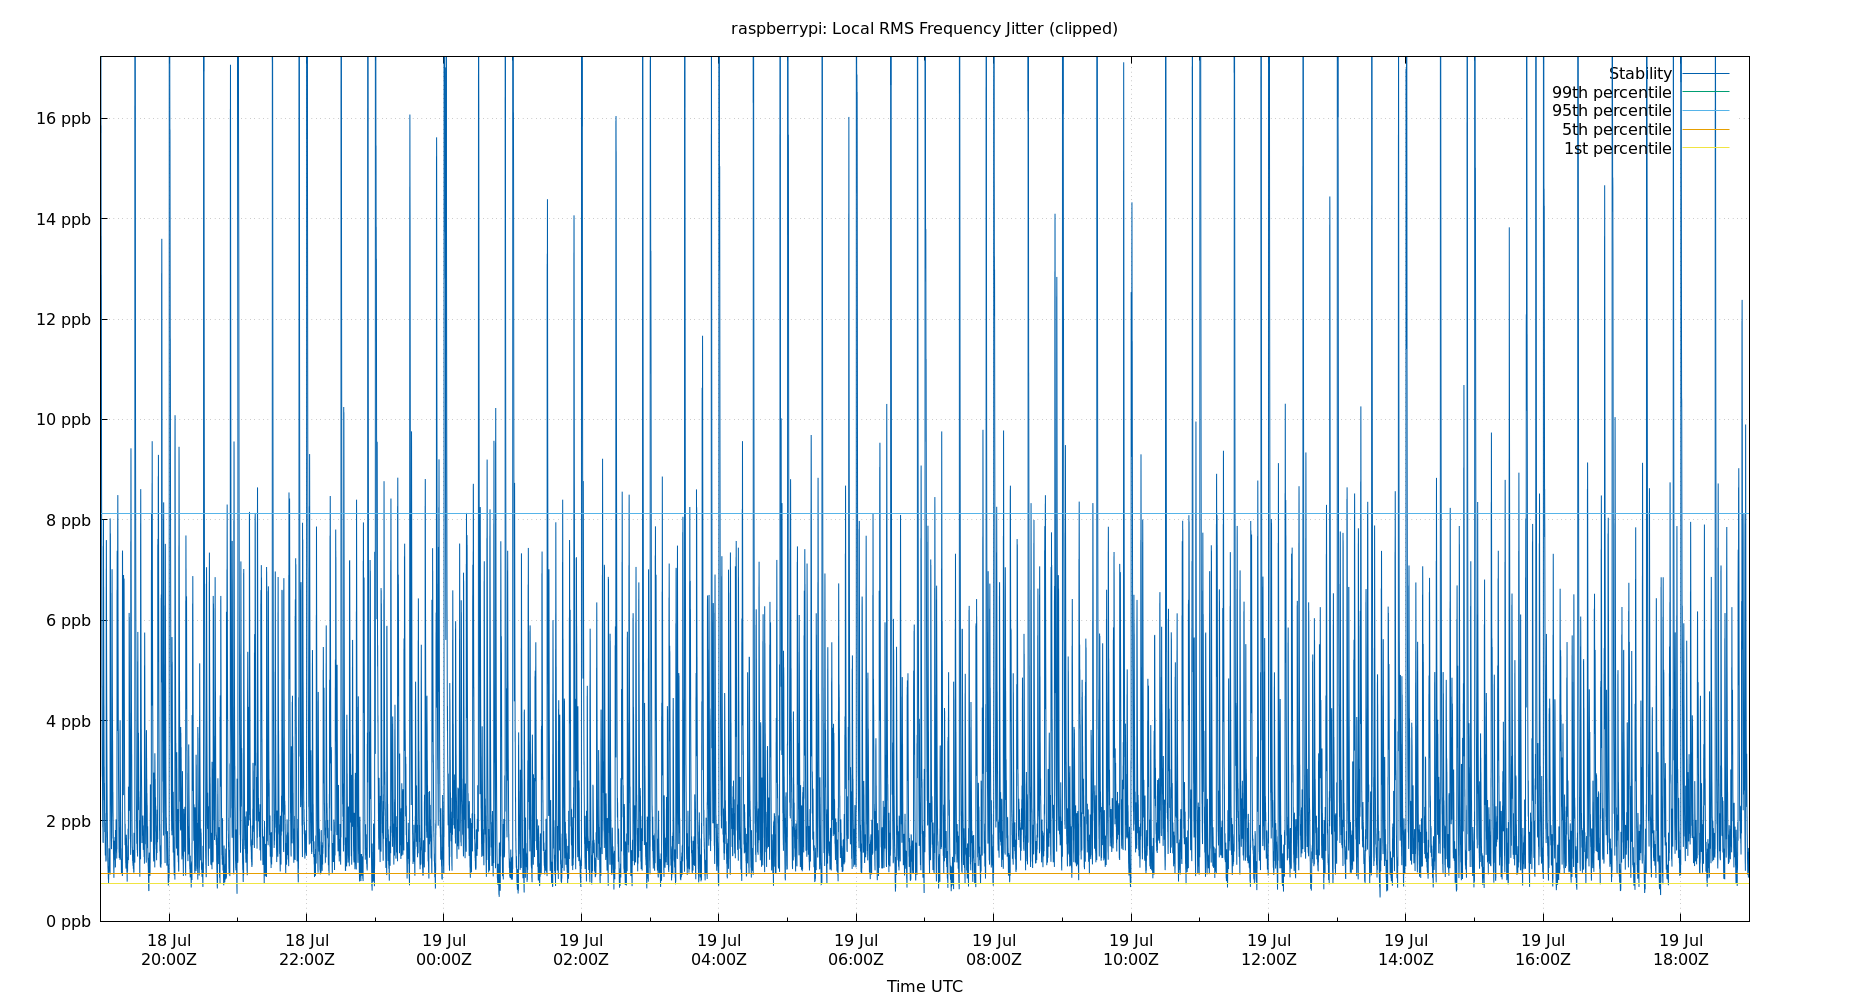 raspberrypi: Local RMS Frequency Jitter (clipped)
Stability
99th percentile
95th percentile
5th percentile
1st percentile
16 ppb
14 ppb
12 ppb
10 ppb
8 ppb
6 ppb
4 ppb
2 ppb
0 ppb
18 Jul 18 Jul 19 Jul 19 Jul 19 Jul 19 Jul 19 Jul 19 Jul 19 Jul 19 Jul 19 Jul 19 Jul
20:00Z 22:00Z 00:00Z 02:00Z 04:00Z 06:00Z 08:00Z 10:00Z 12:00Z 14:00Z 16:00Z 18:00Z
Time UTC